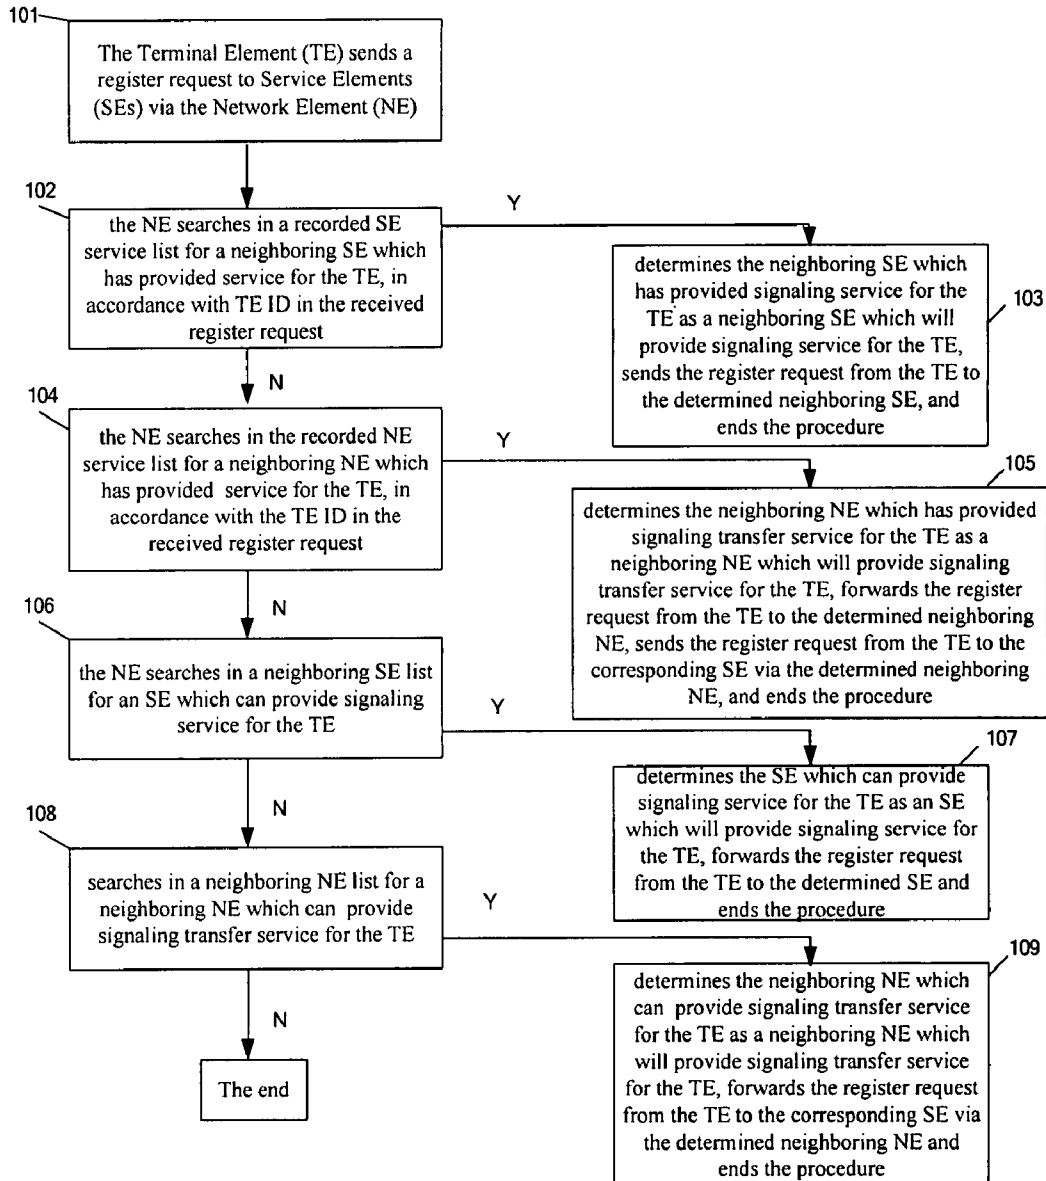 101
The Terminal Element (TE) sends a
register request to Service Elements
(SEs) via the Network Element (NE)
102
the NE searches in a recorded SE
service list for a neighboring SE which
has provided service for the TE, in
accordance with TE ID in the received
register request
Y
determines the neighboring SE which
has provided signaling service for the
TE as a neighboring SE which will
provide signaling service for the TE,
sends the register request from the TE to
the determined neighboring SE, and
ends the procedure
103
N
104
the NE searches in the recorded NE
service list for a neighboring NE which
has provided service for the TE, in
accordance with the TE ID in the
received register request
Y
105
determines the neighboring NE which has provided
signaling transfer service for the TE as a
neighboring NE which will provide signaling
transfer service for the TE, forwards the register
request from the TE to the determined neighboring
NE, sends the register request from the TE to the
corresponding SE via the determined neighboring
NE, and ends the procedure
N
106
the NE searches in a neighboring SE list
for an SE which can provide signaling
service for the TE
Y
107
determines the SE which can provide
signaling service for the TE as an SE
which will provide signaling service for
the TE, forwards the register request
from the TE to the determined SE and
ends the procedure
N
108
searches in a neighboring NE list for a
neighboring NE which can provide
signaling transfer service for the TE
Y
109
determines the neighboring NE which
can provide signaling transfer service
for the TE as a neighboring NE which
will provide signaling transfer service
for the TE, forwards the register request
from the TE to the corresponding SE via
the determined neighboring NE and
ends the procedure
N
The end